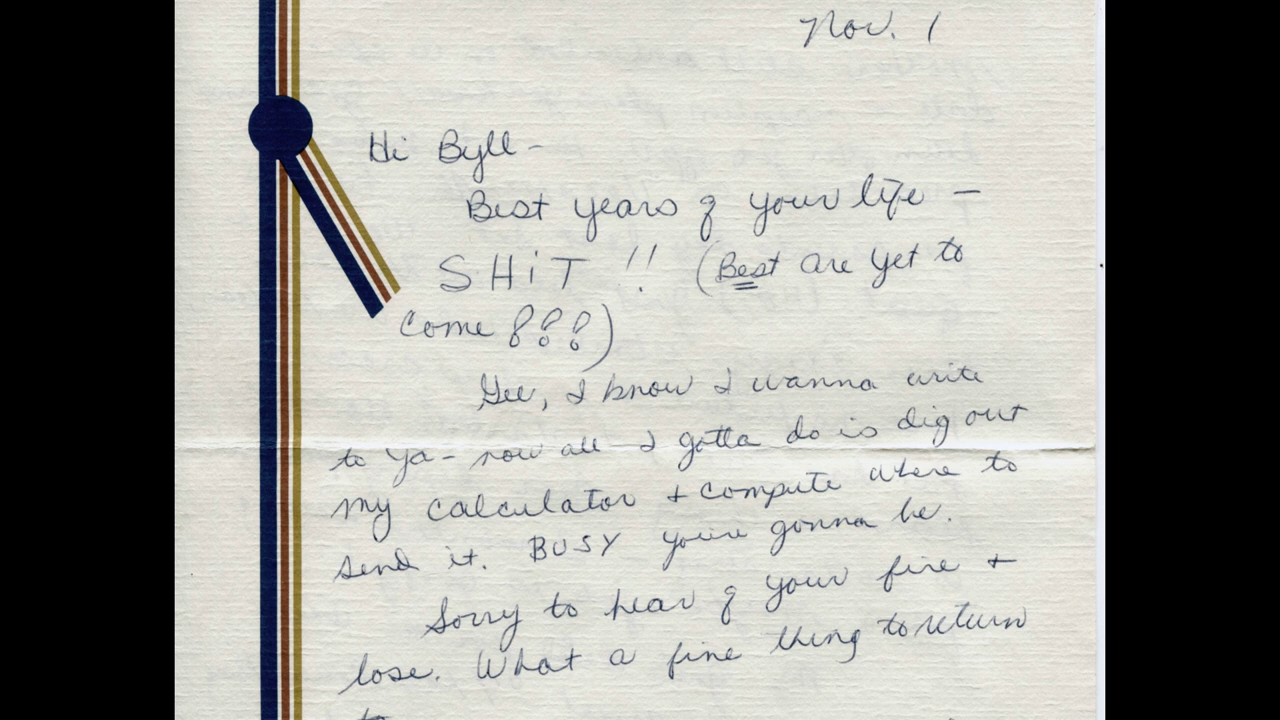 Nov. 1
Hi Byll -
Best years of your life -
SHiT !! (Best are yet to
come ???)
Gee, I know I wanna write
to ya - now all I gotta do is dig out
my calculator + compute where to
send it. BUSY you're gonna be.
Sorry to hear of your fire +
lose. What a fine thing to return
to